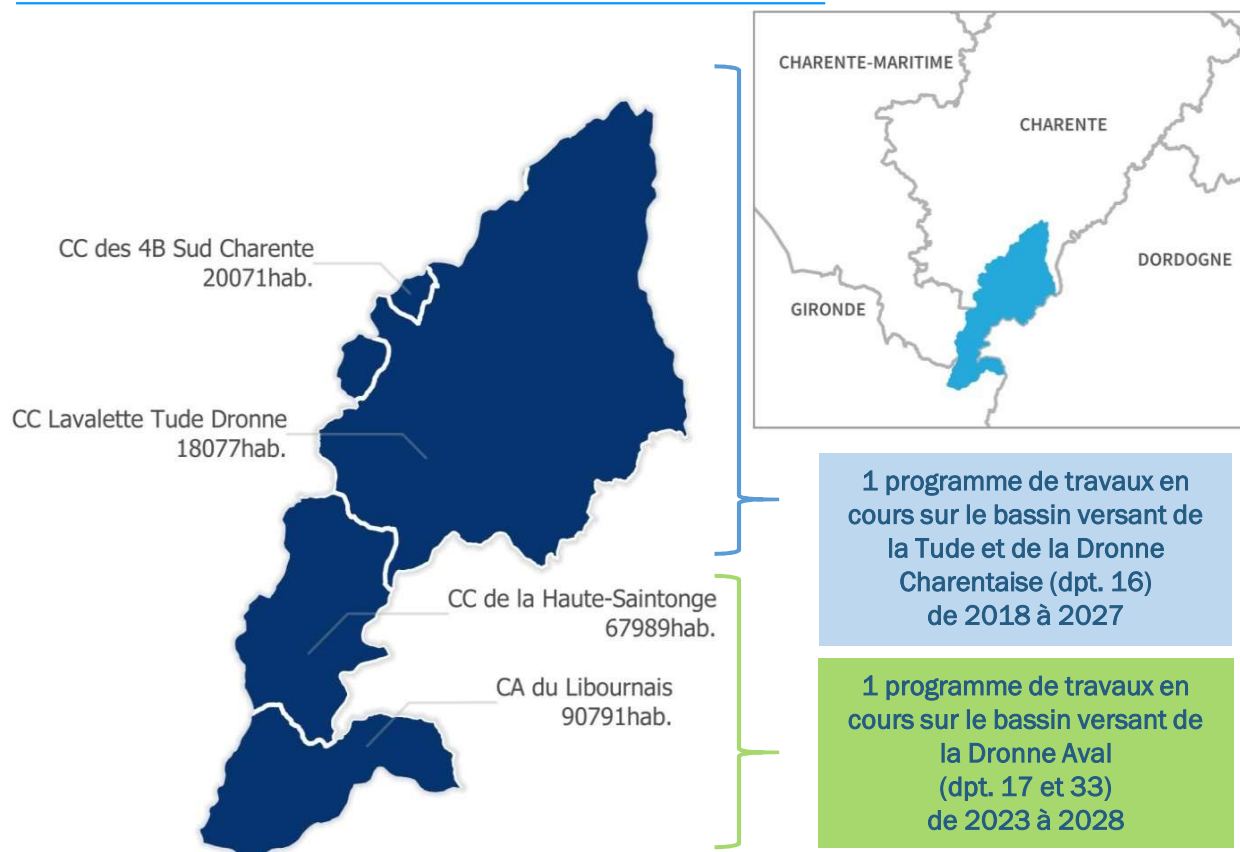 CHARENTE-MARITIME
CHARENTE
DORDOGNE
GIRONDE
CC des 4B Sud Charente
20071hab.
CC Lavalette Tude Dronne
18077hab.
CC de la Haute-Saintonge
67989hab.
CA du Libournais
90791hab.
1 programme de travaux en
cours sur le bassin versant de
la Tude et de la Dronne
Charentaise (dpt. 16)
de 2018 à 2027
1 programme de travaux en
cours sur le bassin versant de
la Dronne Aval
(dpt. 17 et 33)
de 2023 à 2028